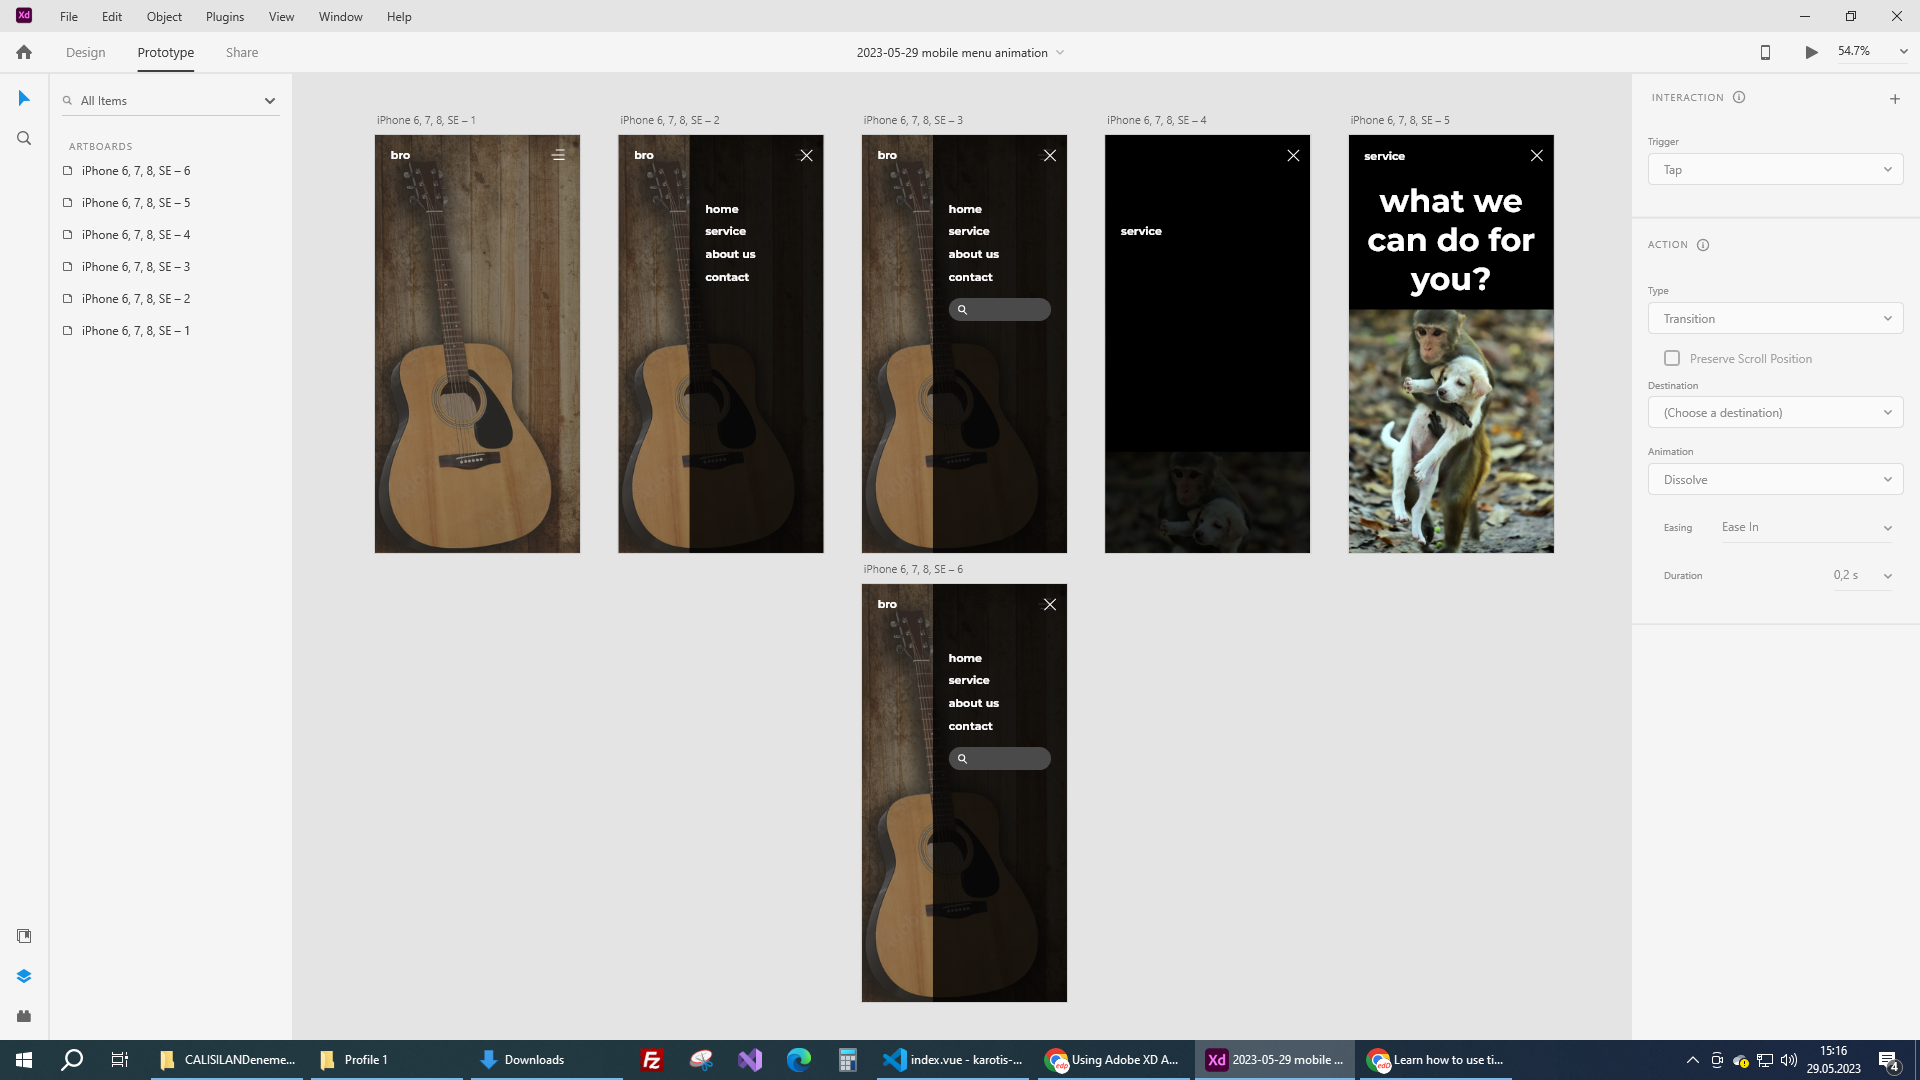 Xd File Edit Object Plugins View Window Help
Design Prototype Share
2023-05-29 mobile menu animation
54.7%
All Items
ARTBOARDS
iPhone 6, 7, 8, SE – 6
iPhone 6, 7, 8, SE – 5
iPhone 6, 7, 8, SE – 4
iPhone 6, 7, 8, SE – 3
iPhone 6, 7, 8, SE – 2
iPhone 6, 7, 8, SE – 1
iPhone 6, 7, 8, SE – 1
bro
iPhone 6, 7, 8, SE – 2
bro
home
service
about us
contact
iPhone 6, 7, 8, SE – 3
bro
home
service
about us
contact
iPhone 6, 7, 8, SE – 4
service
iPhone 6, 7, 8, SE – 5
service
what we
can do for
you?
iPhone 6, 7, 8, SE – 6
bro
home
service
about us
contact
INTERACTION
Trigger
Tap
ACTION
Type
Transition
Preserve Scroll Position
Destination
(Choose a destination)
Animation
Dissolve
Easing Ease In
Duration 0,2 s
CALISILANDeneme...
Profile 1
Downloads
Fz
index.vue - karotis-...
edp
Using Adobe XD A...
Xd
2023-05-29 mobile ...
Learn how to use ti...
15:16
29.05.2023
4